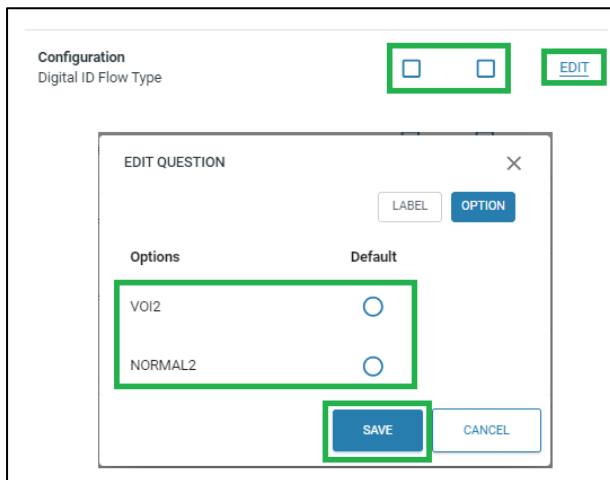 Configuration
Digital ID Flow Type
EDIT
EDIT QUESTION
LABEL OPTION
Options Default
VOI2
NORMAL2
SAVE CANCEL